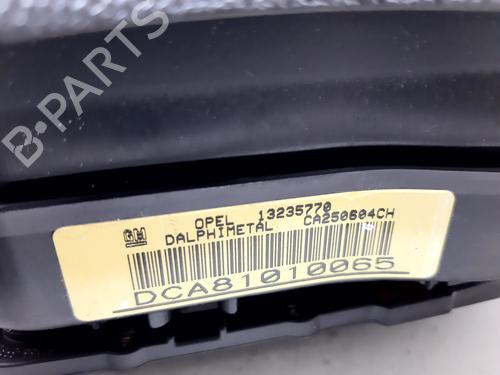 B-PARTS
GM OPEL 13235770
DALPHIMETAL CA250604CH
DCA81010065